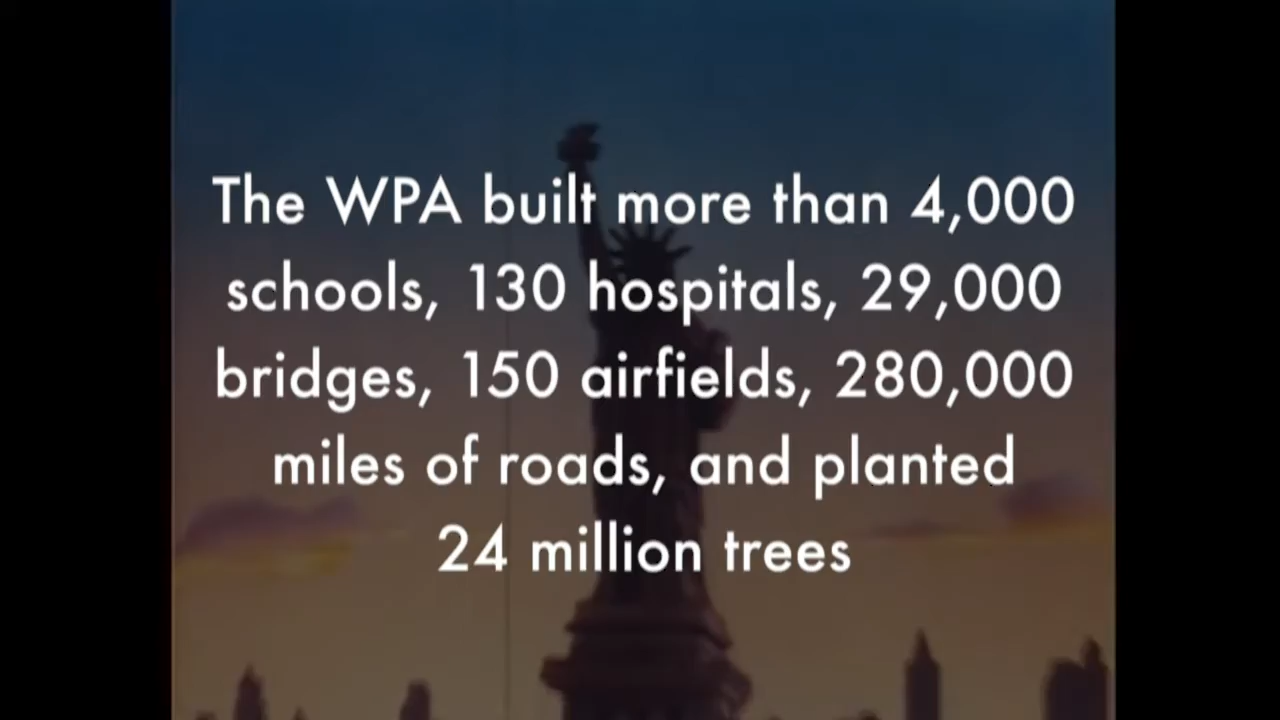 The WPA built more than 4,000
schools, 130 hospitals, 29,000
bridges, 150 airfields, 280,000
miles of roads, and planted
24 million trees